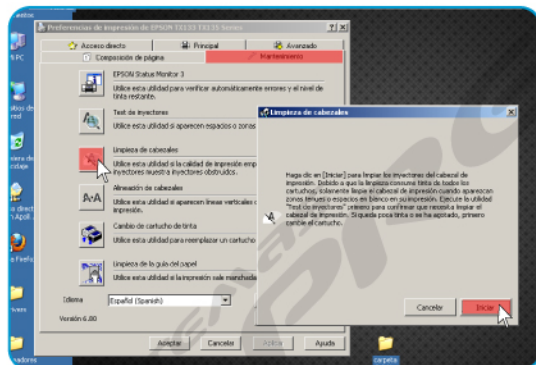 Preferencias de impresión de EPSON TX133 TX135 Series
Acceso directo
Principal
Avanzado
Composición de página
Mantenimiento
EPSON Status Monitor 3
Utilice esta utilidad para verificar automáticamente errores y el nivel de
tinta restante.
Test de inyectores
Utilice esta utilidad si aparecen espacios o zonas
Limpieza de cabezales
Utilice esta utilidad si la calidad de impresión emp
inyectores muestra inyectores obstruidos.
Alineación de cabezales
Utilice esta utilidad si aparecen líneas verticales
impresión.
Cambio de cartucho de tinta
Utilice esta utilidad para reemplazar un cartucho
Limpieza de la guía del papel
Utilice esta utilidad si la impresión sale manchada
Idioma
Español (Spanish)
Versión 6.80
Aceptar
Cancelar
Aplicar
Ayuda
Limpieza de cabezales
Haga clic en [Iniciar] para limpiar los inyectores del cabezal de
impresión. Debido a que la limpieza consume tinta de todos los
cartuchos, solamente limpie el cabezal de impresión cuando aparezcan
zonas tenues o espacios en blanco en su impresión. Ejecute la utilidad
"Test de inyectores" primero para confirmar que necesita limpiar el
cabezal de impresión. Si queda poca tinta o se ha agotado, primero
cambie el cartucho.
Cancelar
Iniciar
carpeta